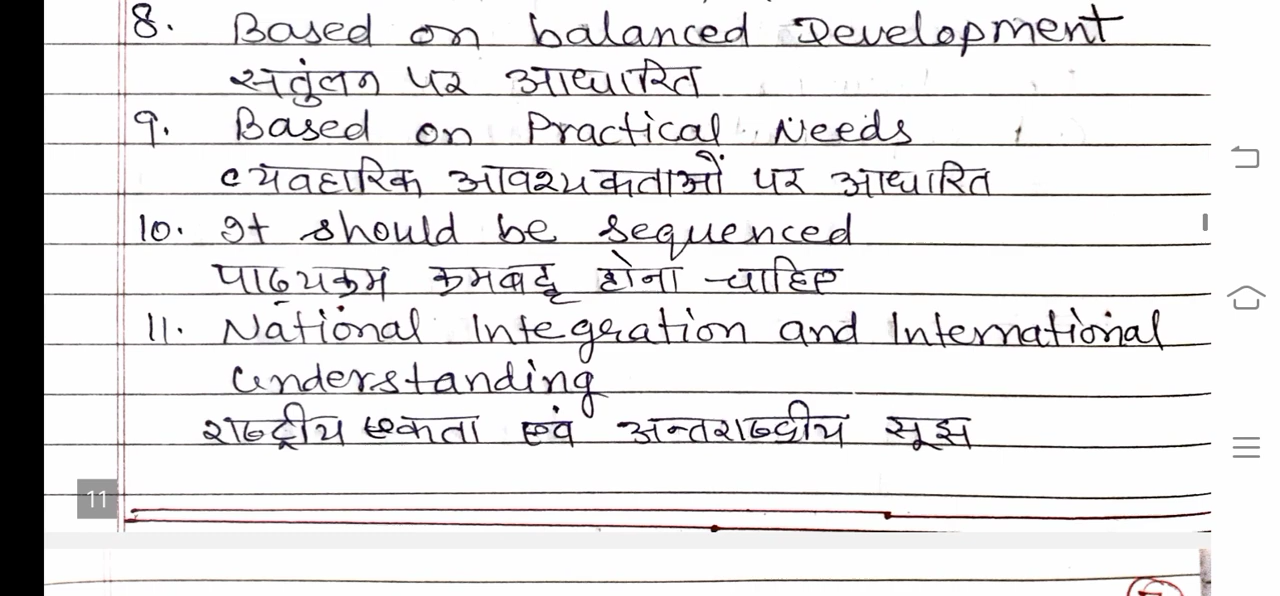 8. Based on balanced Development
सतुंलन पर आधारित
9. Based on Practical Needs
व्यवहारिक आवश्यकताओं पर आधारित
10. It should be sequenced
पाठ्यक्रम क्रमबद्ध होना चाहिए
11. National Integration and International
Understanding
राष्ट्रीय एकता एवं अन्तराष्ट्रीय सूझ
11